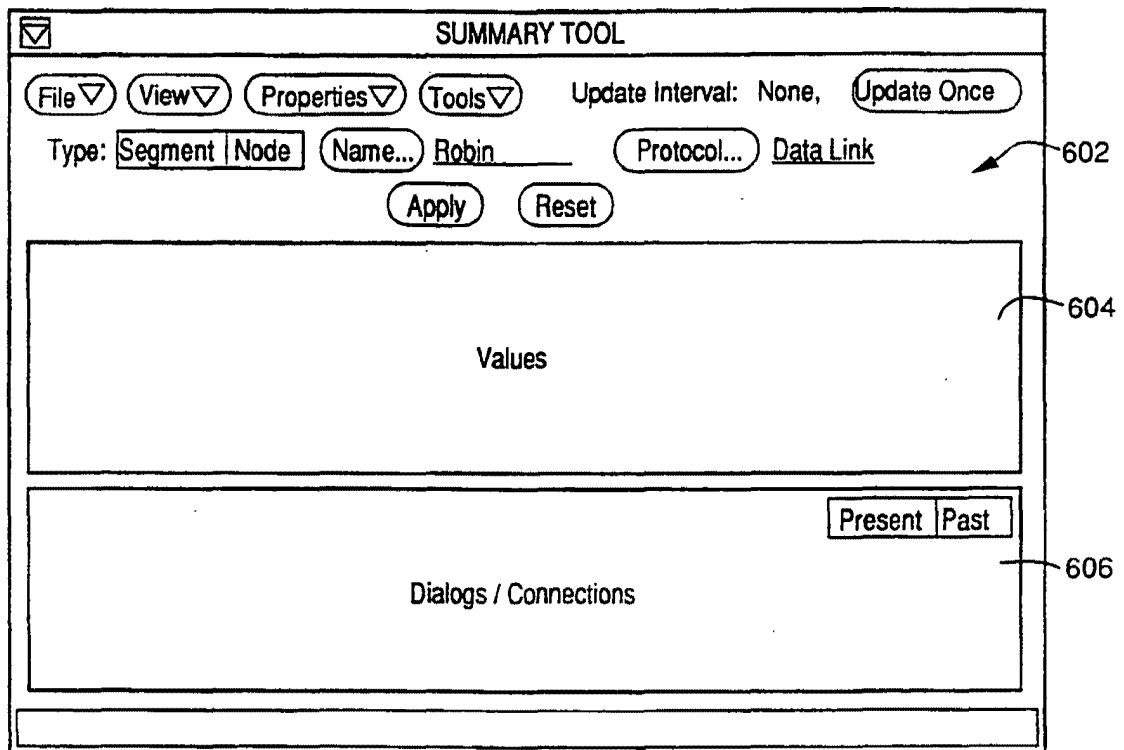 SUMMARY TOOL
File View Properties Tools Update Interval: None, Update Once
Type: Segment Node Name... Robin Protocol... Data Link
602
Apply Reset
604
Values
Present Past
606
Dialogs / Connections